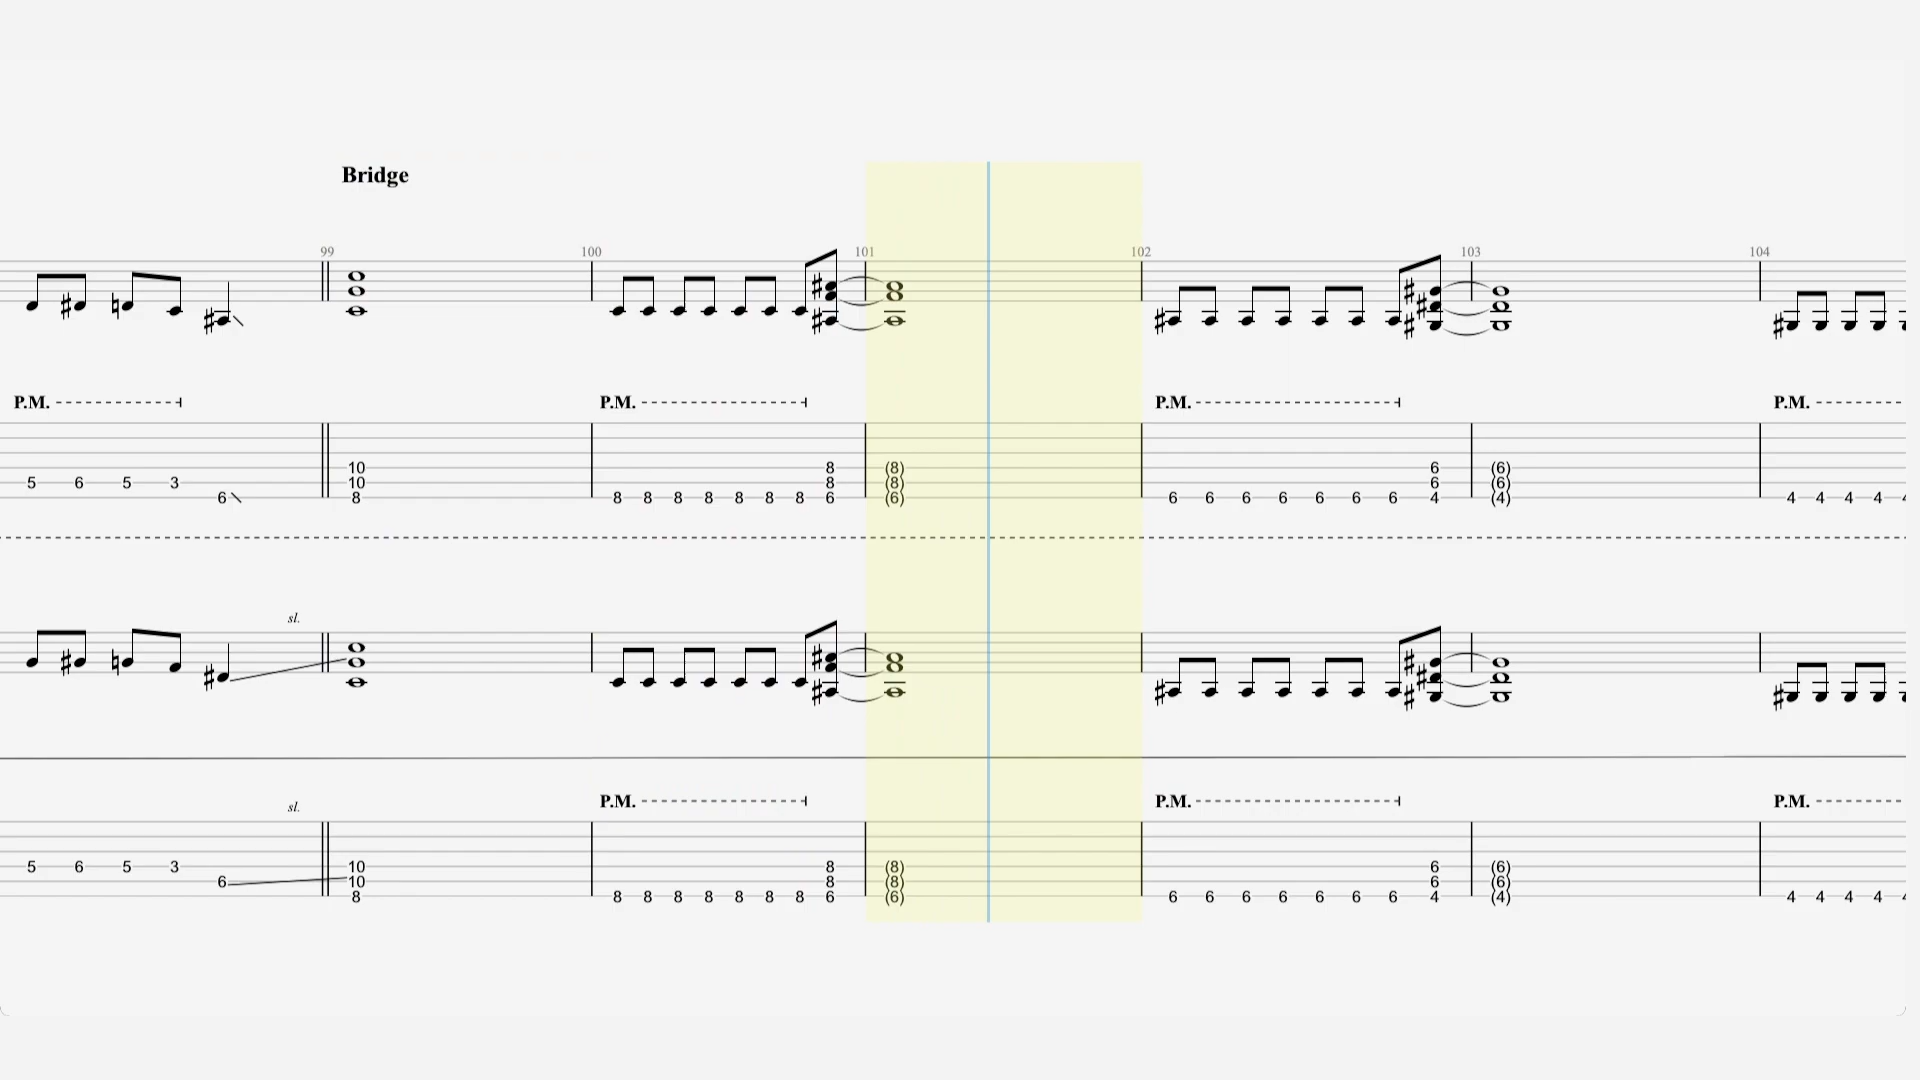 Bridge
99 100 101 102 103 104
P.M. P.M. P.M. P.M.
10 8 (8) 6 (6)
5 6 5 3 10 8 (8) 6 (6)
6 8 8 8 8 8 8 8 8 6 (6) 6 6 6 6 6 6 6 4 (4) 4 4 4 4
sl.
sl. P.M. P.M. P.M.
5 6 5 3 10 8 (8) 6 (6)
6 10 8 (8) 6 (6)
8 8 8 8 8 8 8 8 6 (6) 6 6 6 6 6 6 6 4 (4) 4 4 4 4